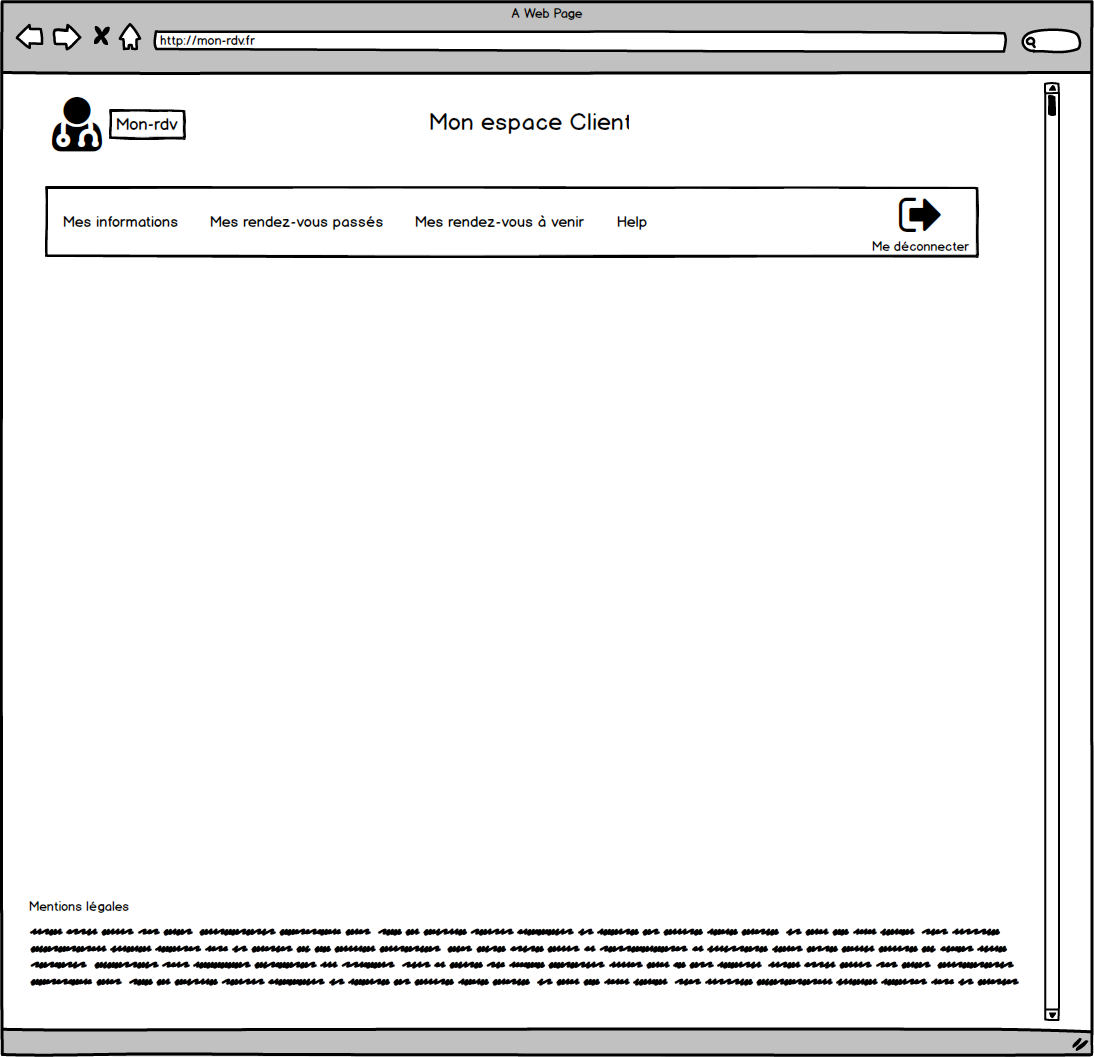 A Web Page
http://mon-rdv.fr
Mon-rdv
Mon espace Client
Mes informations
Mes rendez-vous passés
Mes rendez-vous à venir
Help
Me déconnecter
Mentions légales